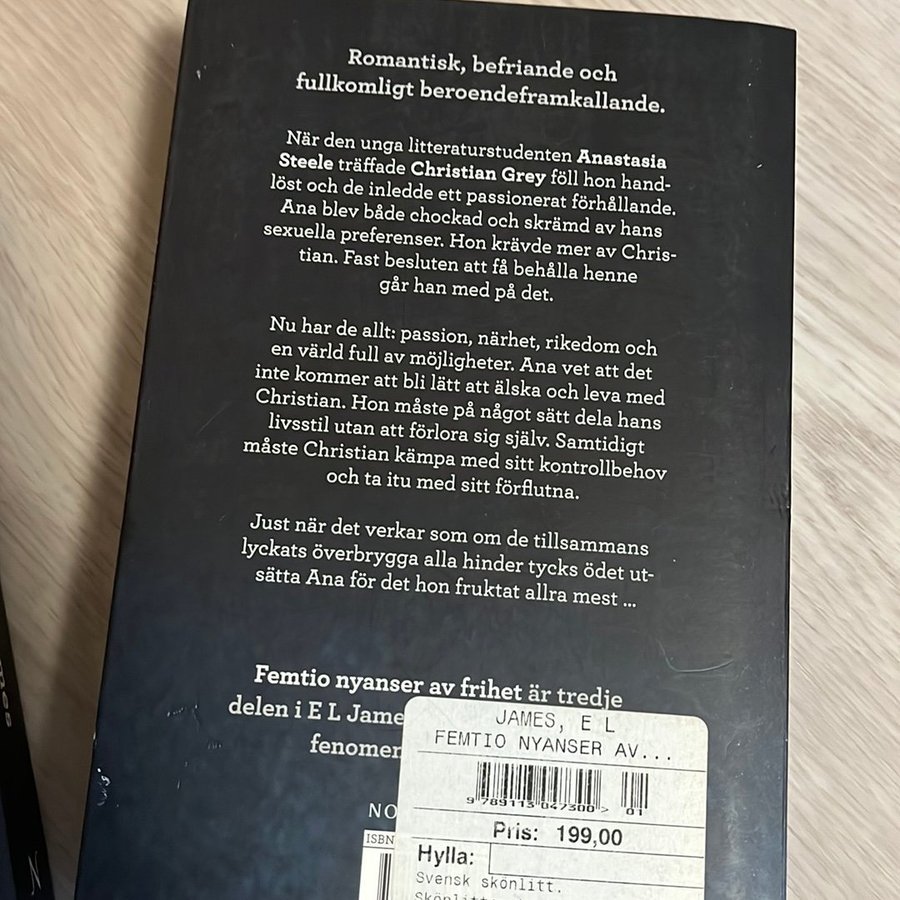 Romantisk, befriande och
fullkomligt beroendeframkallande.
När den unga litteraturstudenten Anastasia
Steele träffade Christian Grey föll hon hand-
löst och de inledde ett passionerat förhållande.
Ana blev både chockad och skrämd av hans
sexuella preferenser. Hon krävde mer av Chris-
tian. Fast besluten att få behålla henne
går han med på det.
Nu har de allt: passion, närhet, rikedom och
en värld full av möjligheter. Ana vet att det
inte kommer att bli lätt att älska och leva med
Christian. Hon måste på något sätt dela hans
livsstil utan att förlora sig själv. Samtidigt
måste Christian kämpa med sitt kontrollbehov
och ta itu med sitt förflutna.
Just när det verkar som om de tillsammans
lyckats överbrygga alla hinder tycks ödet ut-
sätta Ana för det hon fruktat allra mest ...
Femtio nyanser av frihet är tredje
delen i E L Jame
fenomen
NO
ISBN
JAMES, E L
FEMTIO NYANSER AV...
9 789113 047300 >
01
Pris: 199,00
Hylla:
Svensk skönlitt.